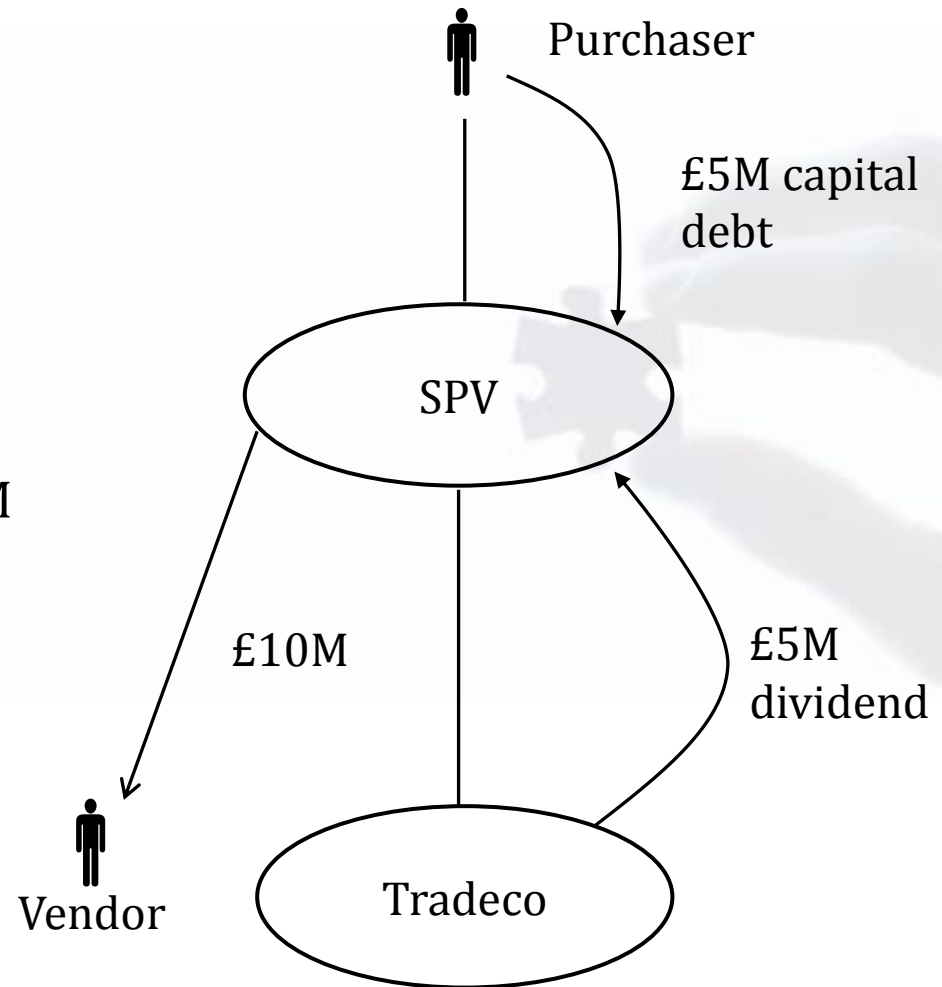 Purchaser
£5M capital
debt
SPV
M
£10M
£5M
dividend
Vendor
Tradeco